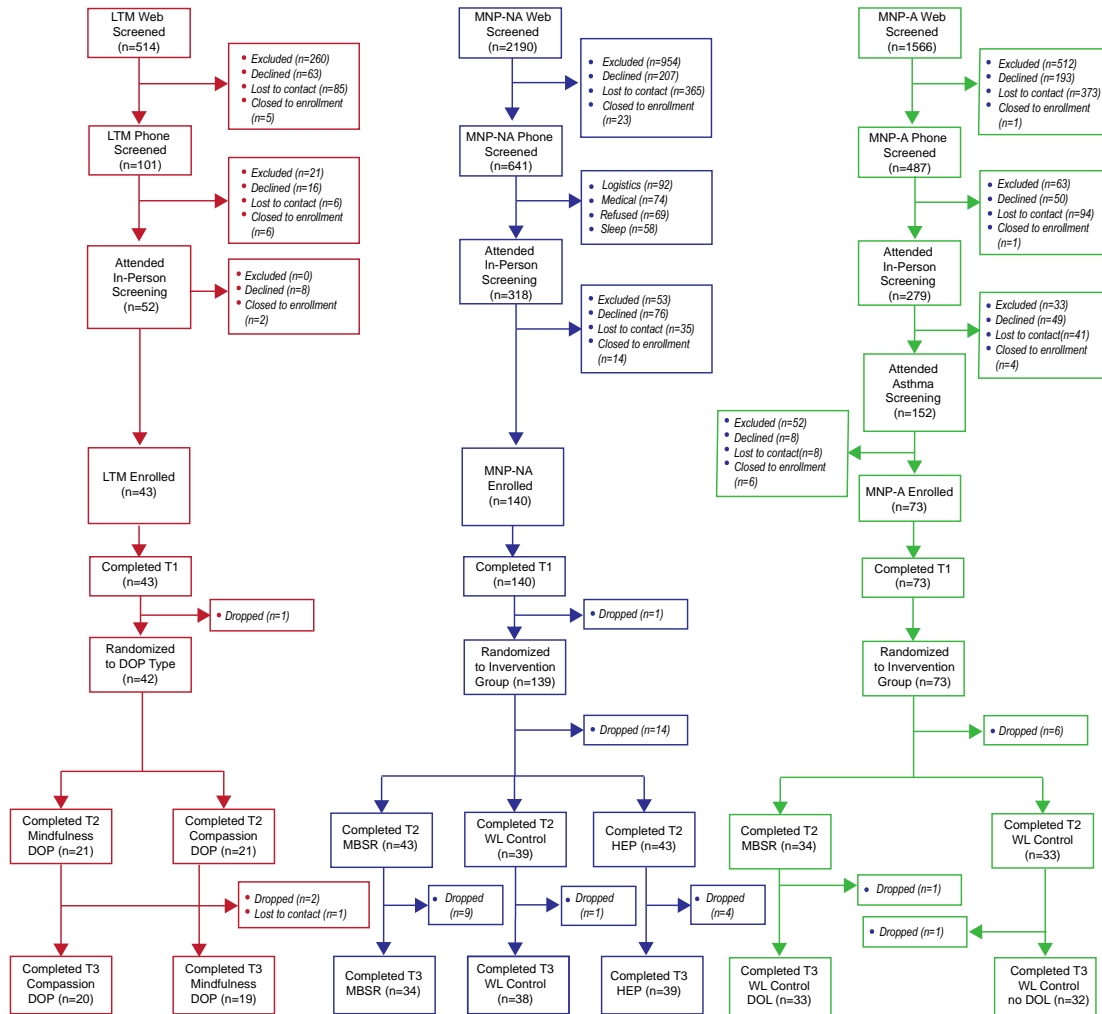 LTM Web
Screened
(n=514)
• Excluded (n=260)
• Declined (n=63)
• Lost to contact (n=85)
• Closed to enrollment
(n=5)
LTM Phone
Screened
(n=101)
• Excluded (n=21)
• Declined (n=16)
• Lost to contact (n=6)
• Closed to enrollment
(n=6)
Attended
In-Person
Screening
(n=52)
• Excluded (n=0)
• Declined (n=8)
• Closed to enrollment
(n=2)
LTM Enrolled
(n=43)
Completed T1
(n=43)
• Dropped (n=1)
Randomized
to DOP Type
(n=42)
Completed T2
Mindfulness
DOP (n=21)
Completed T2
Compassion
DOP (n=21)
• Dropped (n=2)
• Lost to contact (n=1)
Completed T3
Compassion
DOP (n=20)
Completed T3
Mindfulness
DOP (n=19)
MNP-NA Web
Screened
(n=2190)
• Excluded (n=954)
• Declined (n=207)
• Lost to contact (n=365)
• Closed to enrollment
(n=23)
MNP-NA Phone
Screened
(n=641)
• Logistics (n=92)
• Medical (n=74)
• Refused (n=69)
• Sleep (n=58)
Attended
In-Person
Screening
(n=318)
• Excluded (n=53)
• Declined (n=76)
• Lost to contact (n=35)
• Closed to enrollment
(n=14)
MNP-NA
Enrolled
(n=140)
Completed T1
(n=140)
• Dropped (n=1)
Randomized
to Invervention
Group (n=139)
• Dropped (n=14)
Completed T2
MBSR (n=43)
Completed T2
WL Control
(n=39)
Completed T2
HEP (n=43)
• Dropped
(n=9)
• Dropped
(n=1)
• Dropped
(n=4)
Completed T3
MBSR (n=34)
Completed T3
WL Control
(n=38)
Completed T3
HEP (n=39)
MNP-A Web
Screened
(n=1566)
• Excluded (n=512)
• Declined (n=193)
• Lost to contact (n=373)
• Closed to enrollment
(n=1)
MNP-A Phone
Screened
(n=487)
• Excluded (n=63)
• Declined (n=50)
• Lost to contact (n=94)
• Closed to enrollment
(n=1)
Attended
In-Person
Screening
(n=279)
• Excluded (n=33)
• Declined (n=49)
• Lost to contact(n=41)
• Closed to enrollment
(n=4)
Attended
Asthma
Screening
(n=152)
• Excluded (n=52)
• Declined (n=8)
• Lost to contact(n=8)
• Closed to enrollment
(n=6)
MNP-A Enrolled
(n=73)
Completed T1
(n=73)
Randomized
to Invervention
Group (n=73)
• Dropped (n=6)
Completed T2
MBSR (n=34)
Completed T2
WL Control
(n=33)
• Dropped (n=1)
• Dropped (n=1)
Completed T3
WL Control
DOL (n=33)
Completed T3
WL Control
no DOL (n=32)